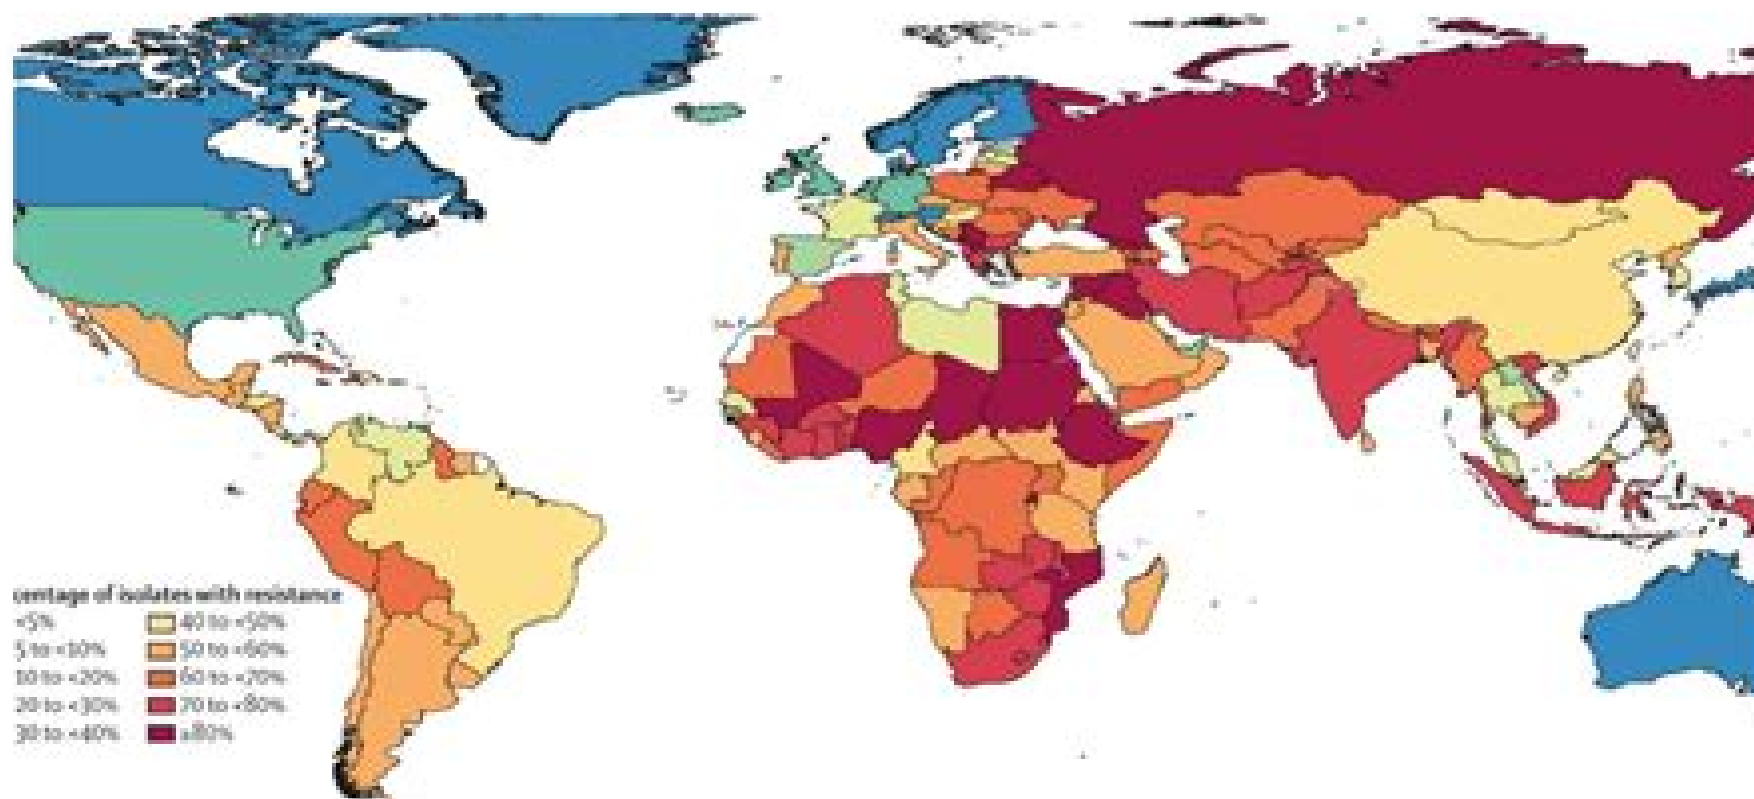 centage of isolates with resistance
<5%
5 to <10%
10 to <20%
20 to <30%
30 to <40%
40 to <50%
50 to <60%
60 to <70%
70 to <80%
≥80%